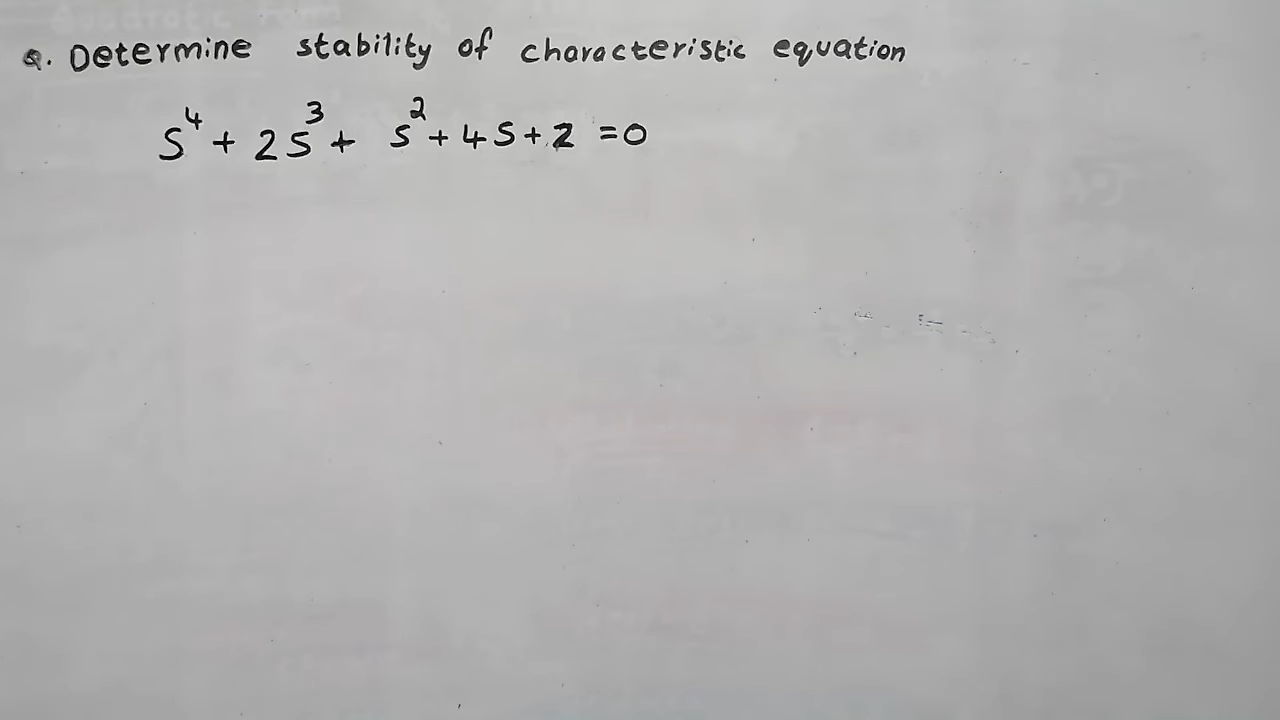 Q. Determine stability of characteristic equation
S⁴ + 2S³ + S² + 4S + 2 = 0